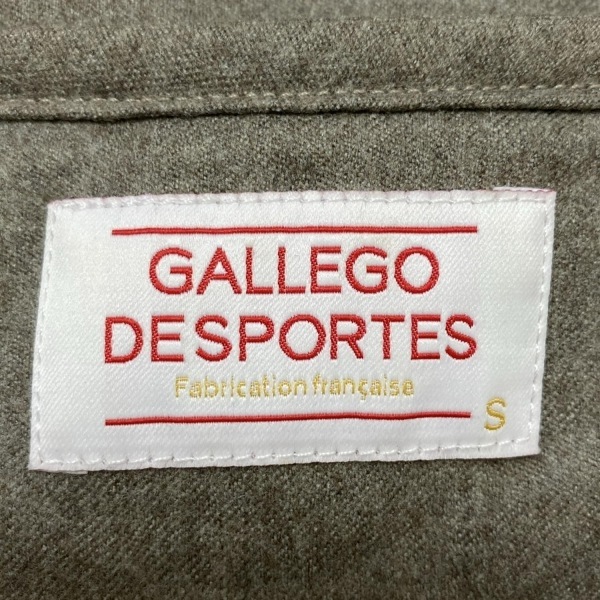 GALLEGO
DESPORTES
Fabrication française
S